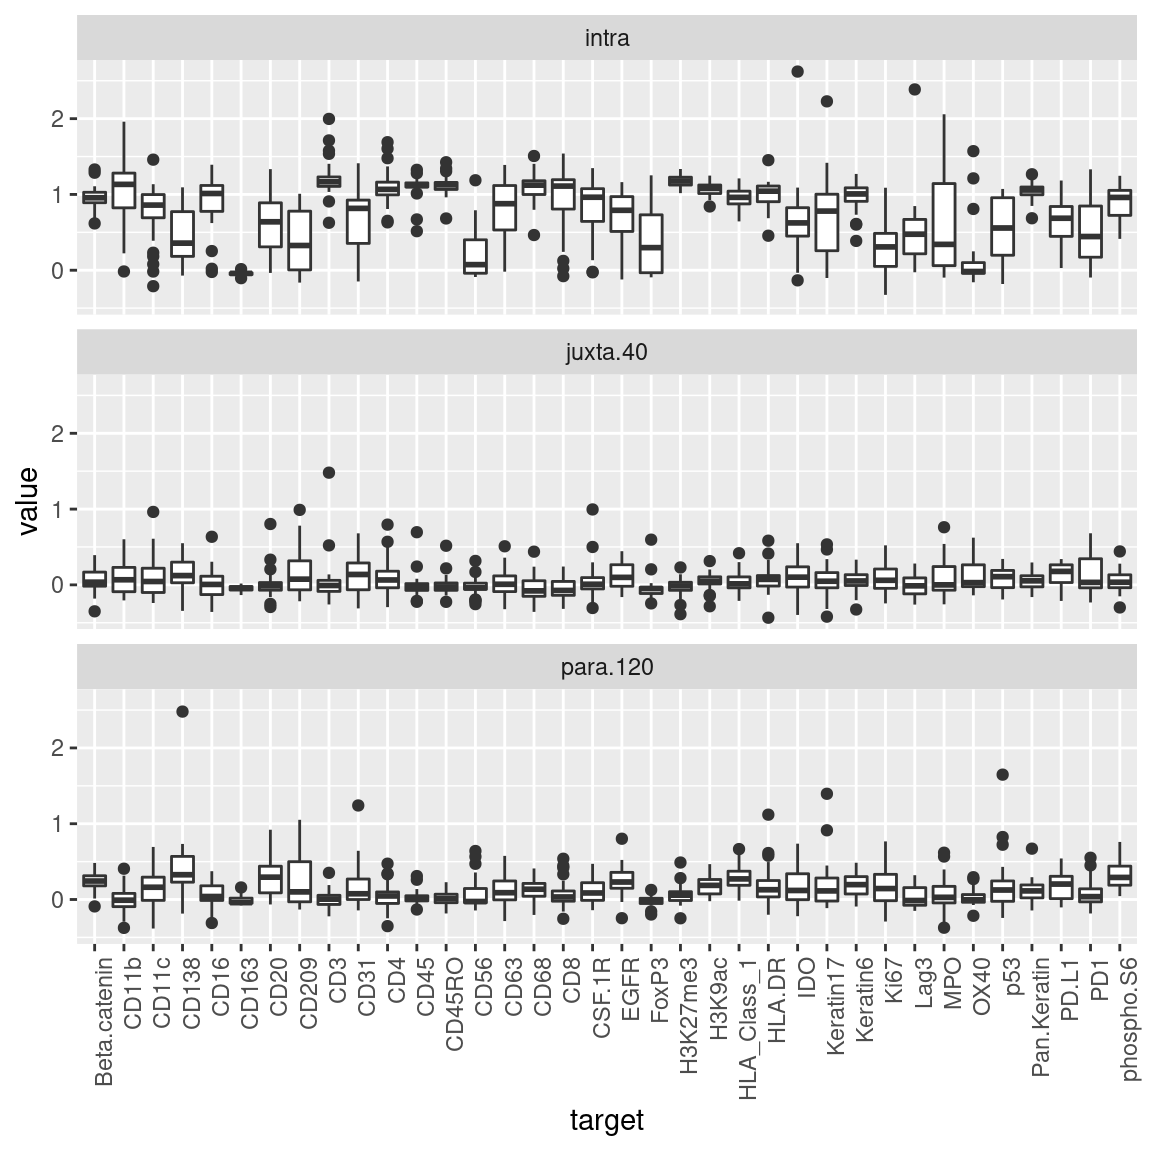 intra
2
1
0
juxta.40
2
1
0
value
para.120
2
1
0
Beta.catenin
CD11b
CD11c
CD138
CD16
CD163
CD20
CD209
CD3
CD31
CD4
CD45
CD45RO
CD56
CD63
CD68
CD8
CSF.1R
EGFR
FoxP3
H3K27me3
H3K9ac
HLA_Class_1
HLA.DR
IDO
Keratin17
Keratin6
Ki67
Lag3
MPO
OX40
p53
Pan.Keratin
PD.L1
PD1
phospho.S6
target